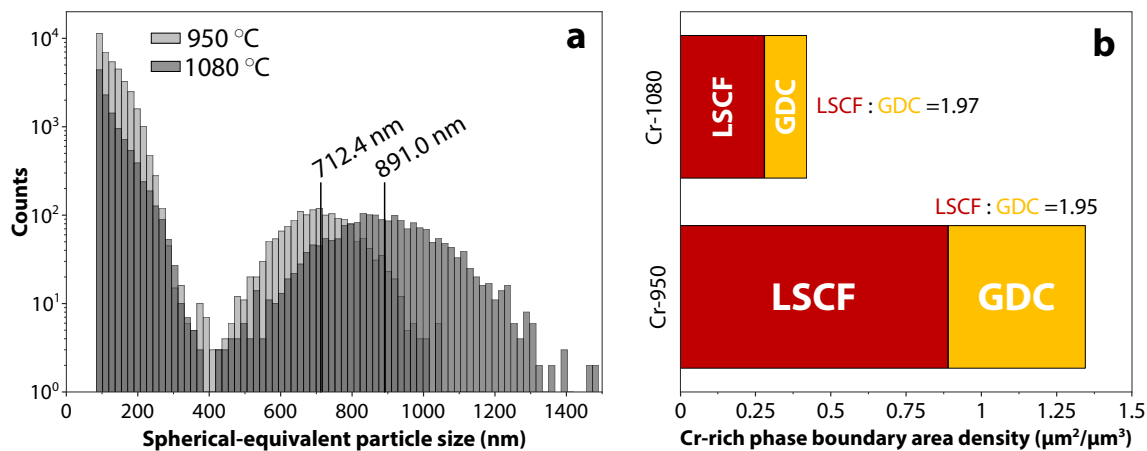 a
950 °C
1080 °C
712.4 nm
891.0 nm
Counts
10⁴
10³
10²
10¹
10⁰
0
200
400
600
800
1000
1200
1400
Spherical-equivalent particle size (nm)
b
Cr-1080
LSCF
GDC
LSCF : GDC =1.97
LSCF : GDC =1.95
Cr-950
LSCF
GDC
0
0.25
0.5
0.75
1
1.25
1.5
Cr-rich phase boundary area density (µm²/µm³)